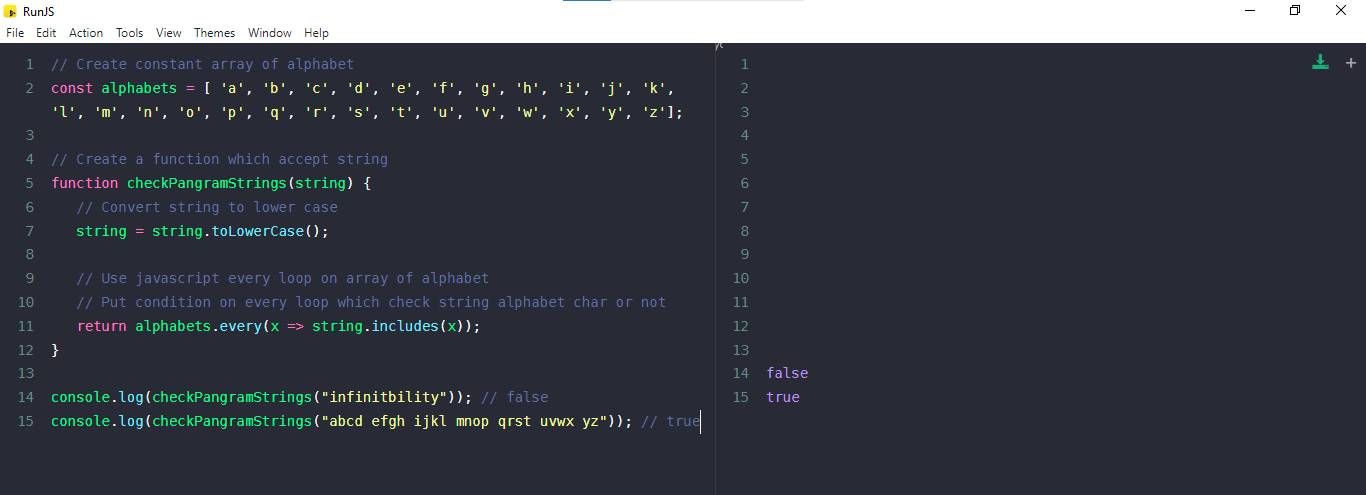 RunJS
File Edit Action Tools View Themes Window Help
1 // Create constant array of alphabet
2 const alphabets = [ 'a', 'b', 'c', 'd', 'e', 'f', 'g', 'h', 'i', 'j', 'k',
'l', 'm', 'n', 'o', 'p', 'q', 'r', 's', 't', 'u', 'v', 'w', 'x', 'y', 'z'];
3
4 // Create a function which accept string
5 function checkPangramStrings(string) {
6 // Convert string to lower case
7 string = string.toLowerCase();
8
9 // Use javascript every loop on array of alphabet
10 // Put condition on every loop which check string alphabet char or not
11 return alphabets.every(x => string.includes(x));
12 }
13
14 console.log(checkPangramStrings("infinitbility")); // false
15 console.log(checkPangramStrings("abcd efgh ijkl mnop qrst uvwx yz")); // true
1
2
3
4
5
6
7
8
9
10
11
12
13
14 false
15 true